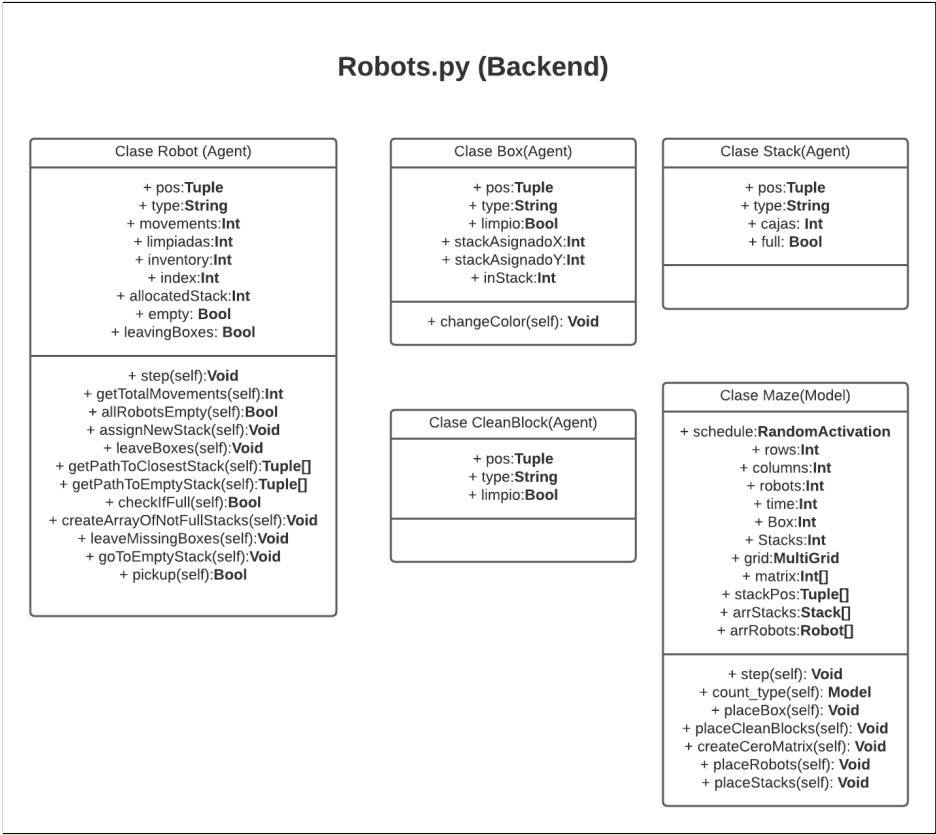 Robots.py (Backend)
Clase Robot (Agent)
+ pos:Tuple
+ type:String
+ movements:Int
+ limpiadas:Int
+ inventory:Int
+ index:Int
+ allocatedStack:Int
+ empty: Bool
+ leavingBoxes: Bool
+ step(self):Void
+ getTotalMovements(self):Int
+ allRobotsEmpty(self):Bool
+ assignNewStack(self):Void
+ leaveBoxes(self):Void
+ getPathToClosestStack(self):Tuple[]
+ getPathToEmptyStack(self):Tuple[]
+ checkIfFull(self):Bool
+ createArrayOfNotFullStacks(self):Void
+ leaveMissingBoxes(self):Void
+ goToEmptyStack(self):Void
+ pickup(self):Bool
Clase Box(Agent)
+ pos:Tuple
+ type:String
+ limpio:Bool
+ stackAsignadoX:Int
+ stackAsignadoY:Int
+ inStack:Int
+ changeColor(self): Void
Clase Stack(Agent)
+ pos:Tuple
+ type:String
+ cajas: Int
+ full: Bool
Clase CleanBlock(Agent)
+ pos:Tuple
+ type:String
+ limpio:Bool
Clase Maze(Model)
+ schedule:RandomActivation
+ rows:Int
+ columns:Int
+ robots:Int
+ time:Int
+ Box:Int
+ Stacks:Int
+ grid:MultiGrid
+ matrix:Int[]
+ stackPos:Tuple[]
+ arrStacks:Stack[]
+ arrRobots:Robot[]
+ step(self): Void
+ count_type(self): Model
+ placeBox(self): Void
+ placeCleanBlocks(self): Void
+ createCeroMatrix(self): Void
+ placeRobots(self): Void
+ placeStacks(self): Void